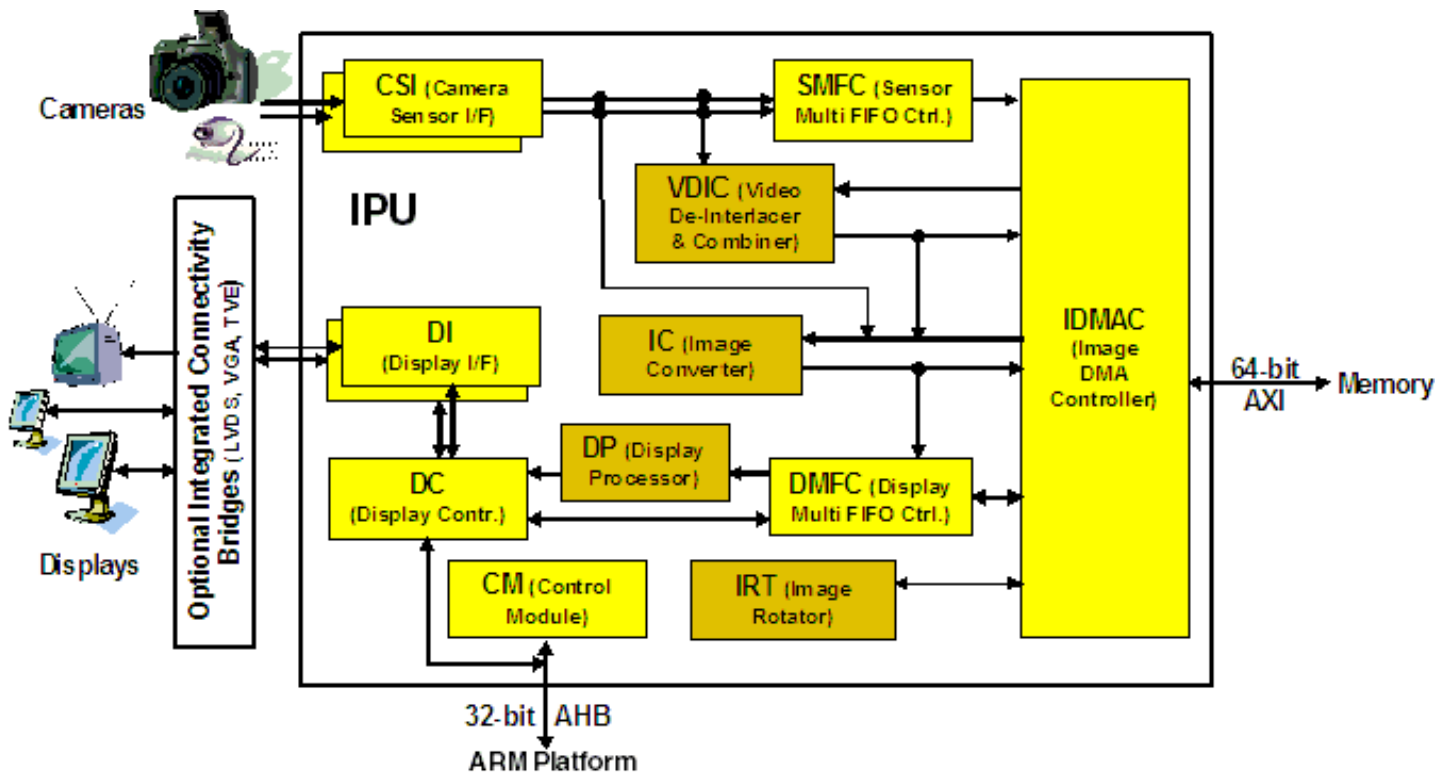 Cameras
CSI (Camera
Sensor I/F)
SMFC (Sensor
Multi FIFO Ctrl.)
IPU
VDIC (Video
De-Interlacer
& Combiner)
Optional Integrated Connectivity
Bridges (LVDS, VGA, TVE)
DI
(Display I/F)
IC (Image
Converter)
IDMAC
(Image
DMA
Controller)
64-bit
AXI
Memory
DP (Display
Processor)
DC
(Display Contr.)
DMFC (Display
Multi FIFO Ctrl.)
Displays
CM (Control
Module)
IRT (Image
Rotator)
32-bit AHB
ARM Platform